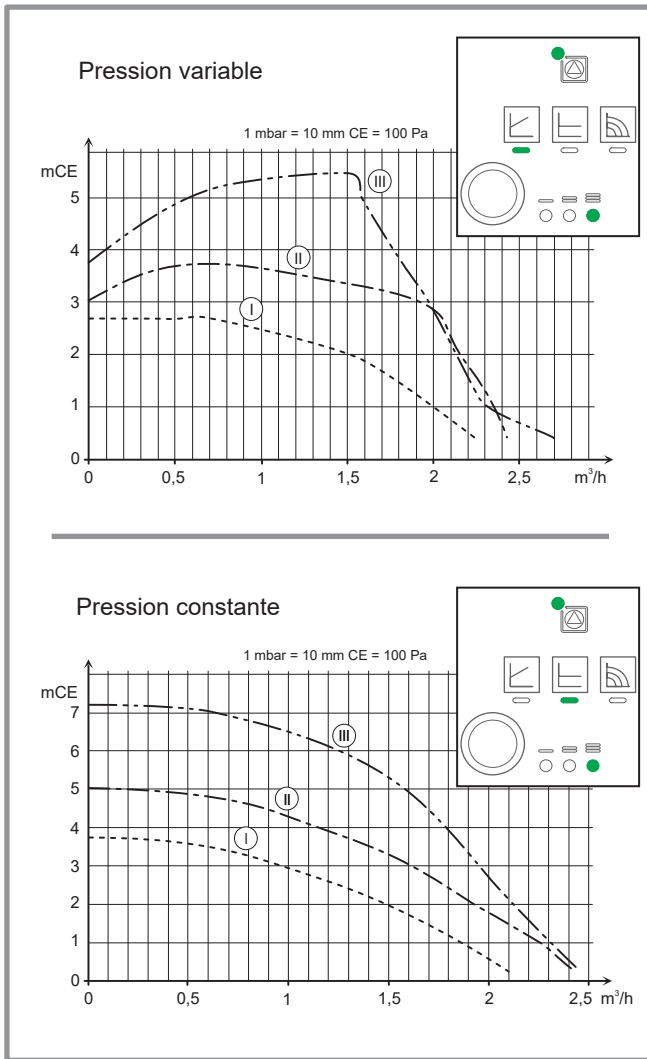 Pression variable
1 mbar = 10 mm CE = 100 Pa
mCE
5
4
3
2
1
0
III
II
I
0 0,5 1 1,5 2 2,5 m³/h
Pression constante
1 mbar = 10 mm CE = 100 Pa
mCE
7
6
5
4
3
2
1
0
III
II
I
0 0,5 1 1,5 2 2,5 m³/h